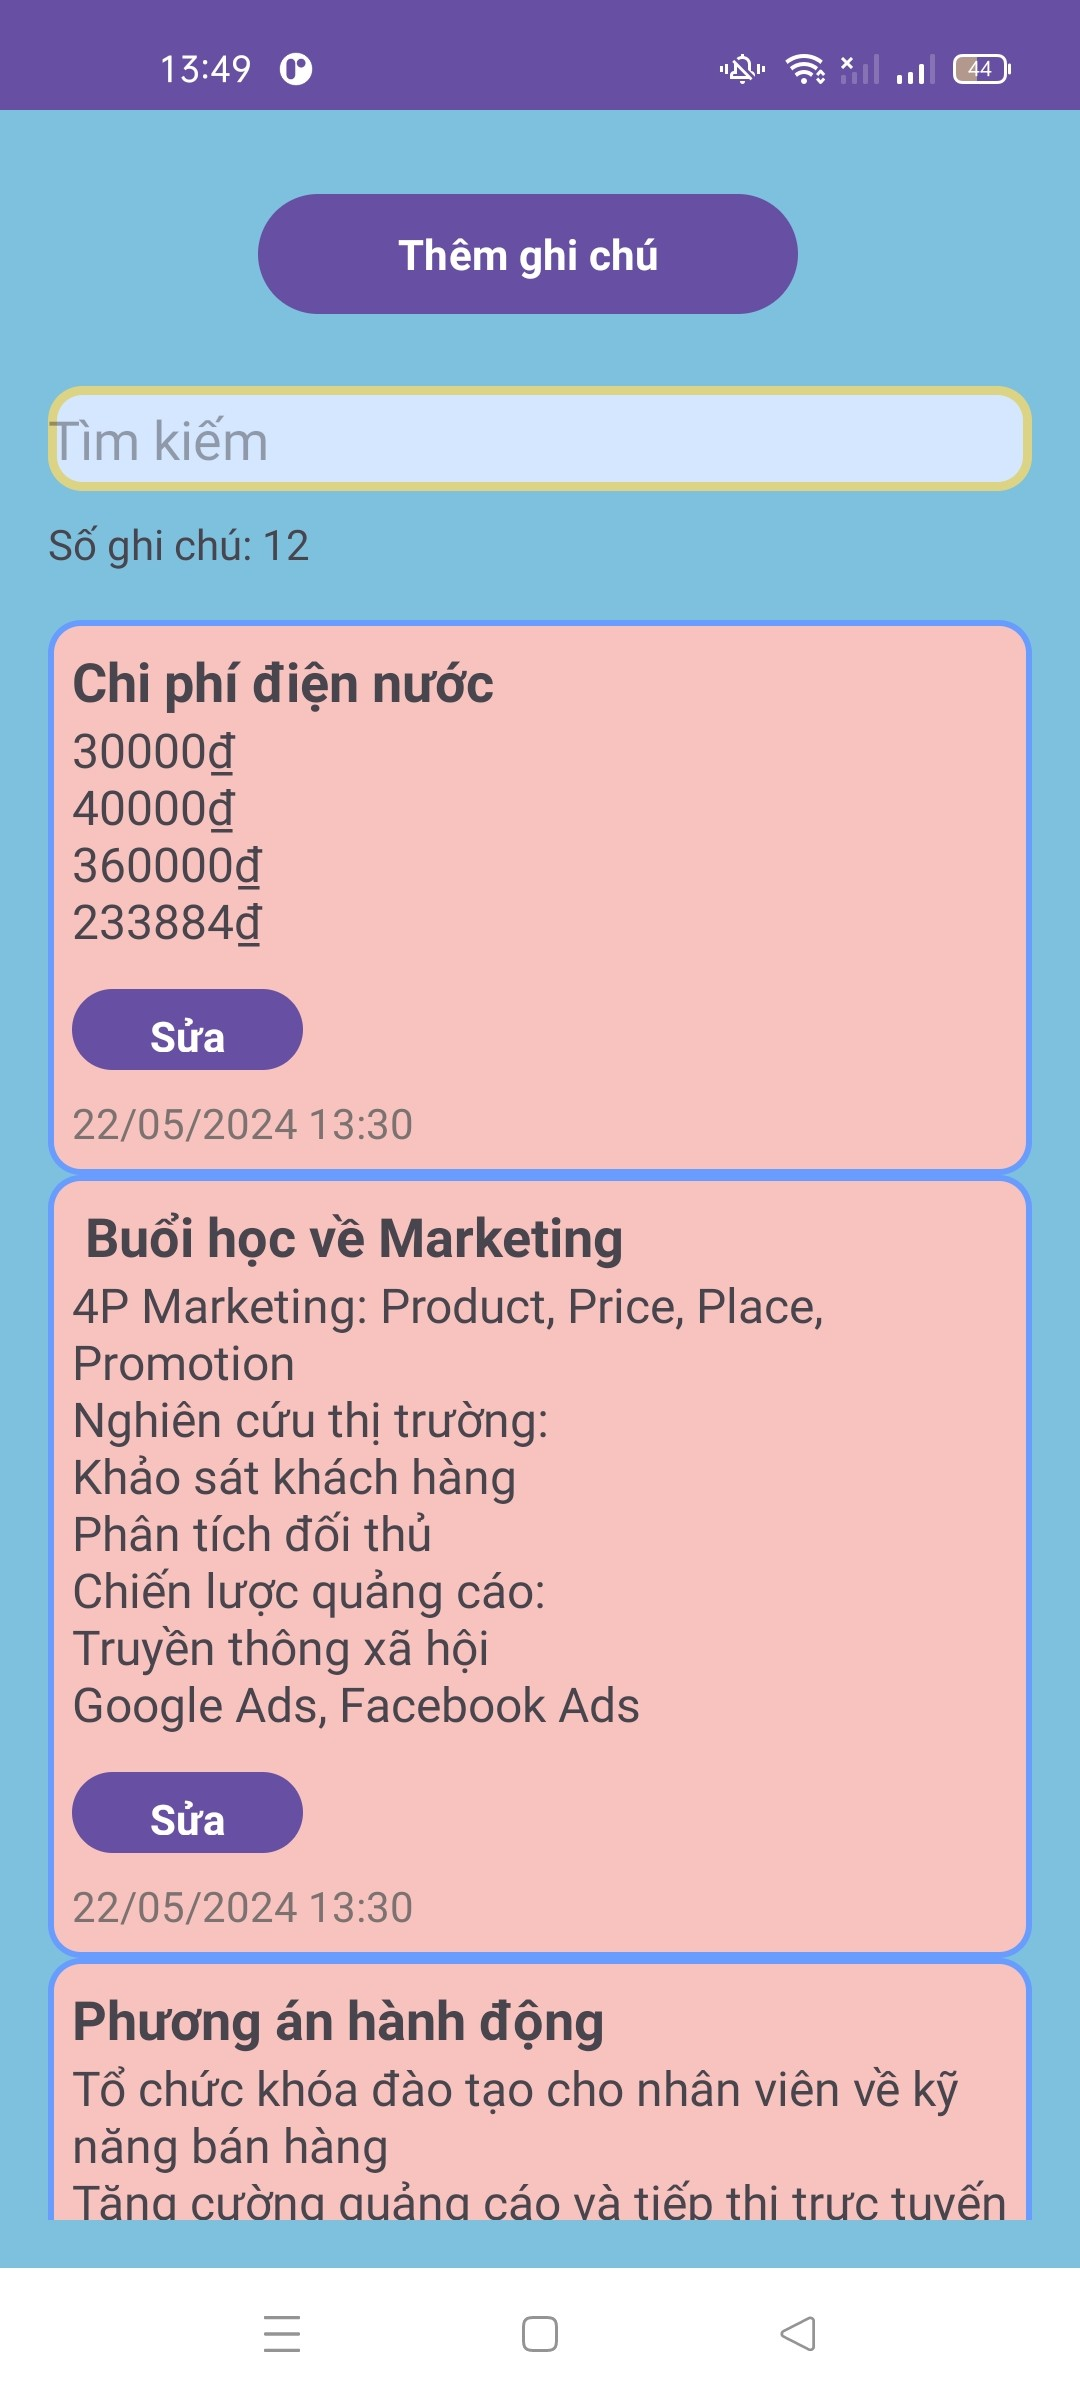 13:49
44
Thêm ghi chú
Tìm kiếm
Số ghi chú: 12
Chi phí điện nước
30000₫
40000₫
360000₫
233884₫
Sửa
22/05/2024 13:30
Buổi học về Marketing
4P Marketing: Product, Price, Place,
Promotion
Nghiên cứu thị trường:
Khảo sát khách hàng
Phân tích đối thủ
Chiến lược quảng cáo:
Truyền thông xã hội
Google Ads, Facebook Ads
Sửa
22/05/2024 13:30
Phương án hành động
Tổ chức khóa đào tạo cho nhân viên về kỹ
năng bán hàng
Tăng cường quảng cáo và tiếp thị trực tuyến